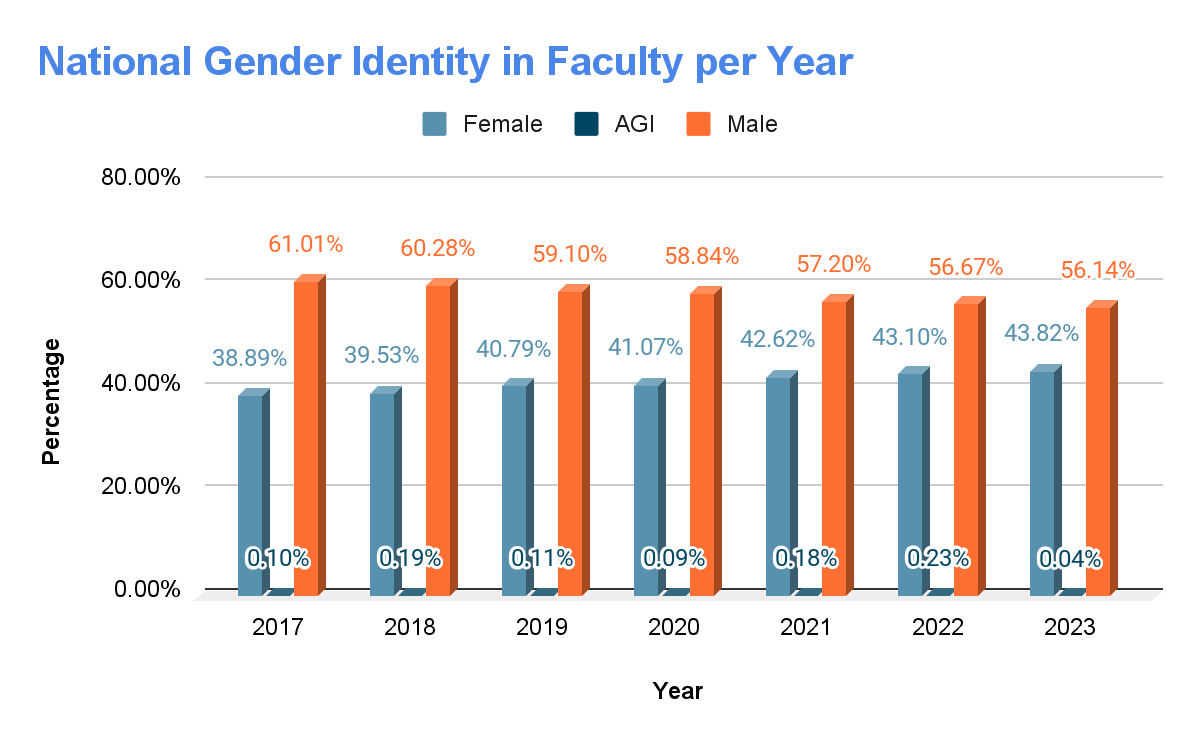 National Gender Identity in Faculty per Year
Female AGI Male
80.00%
60.00%
40.00%
20.00%
0.00%
Percentage
61.01% 60.28% 59.10% 58.84% 57.20% 56.67% 56.14%
38.89% 39.53% 40.79% 41.07% 42.62% 43.10% 43.82%
0.10% 0.19% 0.11% 0.09% 0.18% 0.23% 0.04%
2017 2018 2019 2020 2021 2022 2023
Year